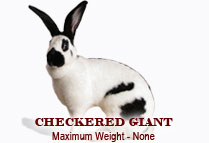 CHECKERED GIANT
Maximum Weight - None